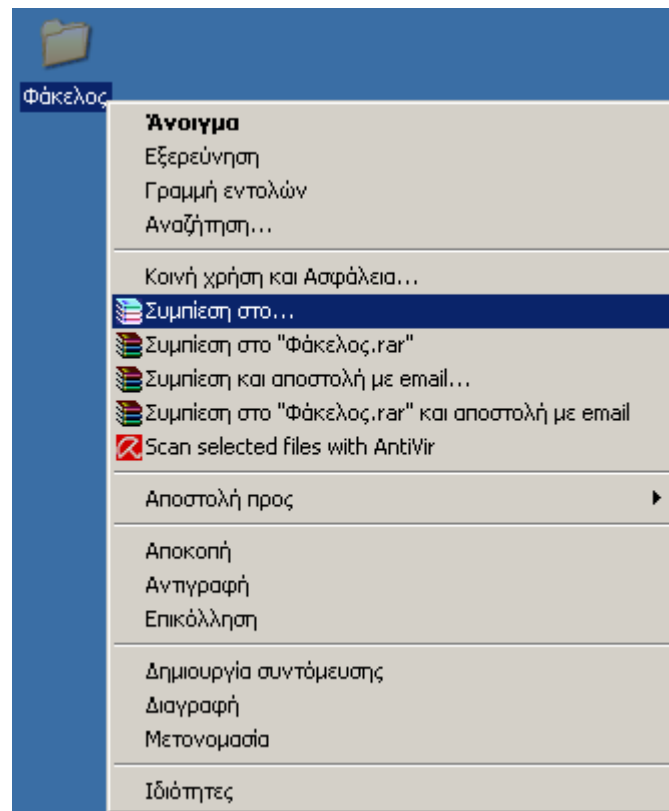 Φάκελος
Άνοιγμα
Εξερεύνηση
Γραμμή εντολών
Αναζήτηση...
Κοινή χρήση και Ασφάλεια...
Συμπίεση στο...
Συμπίεση στο "Φάκελος.rar"
Συμπίεση και αποστολή με email...
Συμπίεση στο "Φάκελος.rar" και αποστολή με email
Scan selected files with AntiVir
Αποστολή προς
Αποκοπή
Αντιγραφή
Επικόλληση
Δημιουργία συντόμευσης
Διαγραφή
Μετονομασία
Ιδιότητες